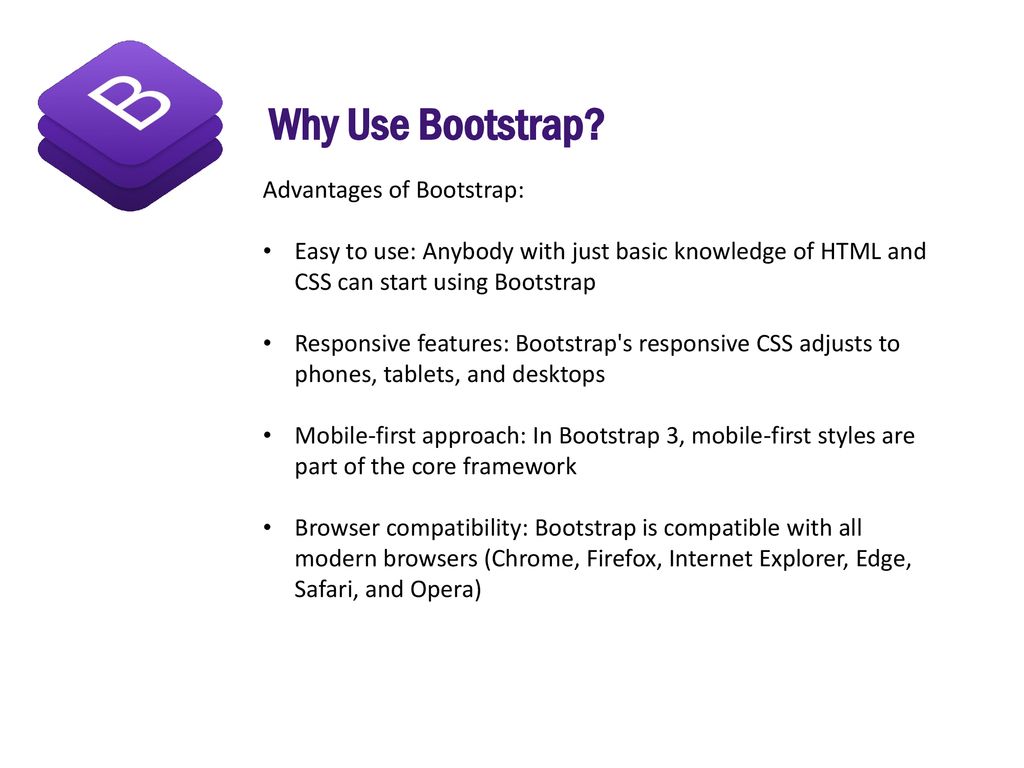 B
Why Use Bootstrap?
Advantages of Bootstrap:
• Easy to use: Anybody with just basic knowledge of HTML and
CSS can start using Bootstrap
• Responsive features: Bootstrap's responsive CSS adjusts to
phones, tablets, and desktops
• Mobile-first approach: In Bootstrap 3, mobile-first styles are
part of the core framework
• Browser compatibility: Bootstrap is compatible with all
modern browsers (Chrome, Firefox, Internet Explorer, Edge,
Safari, and Opera)